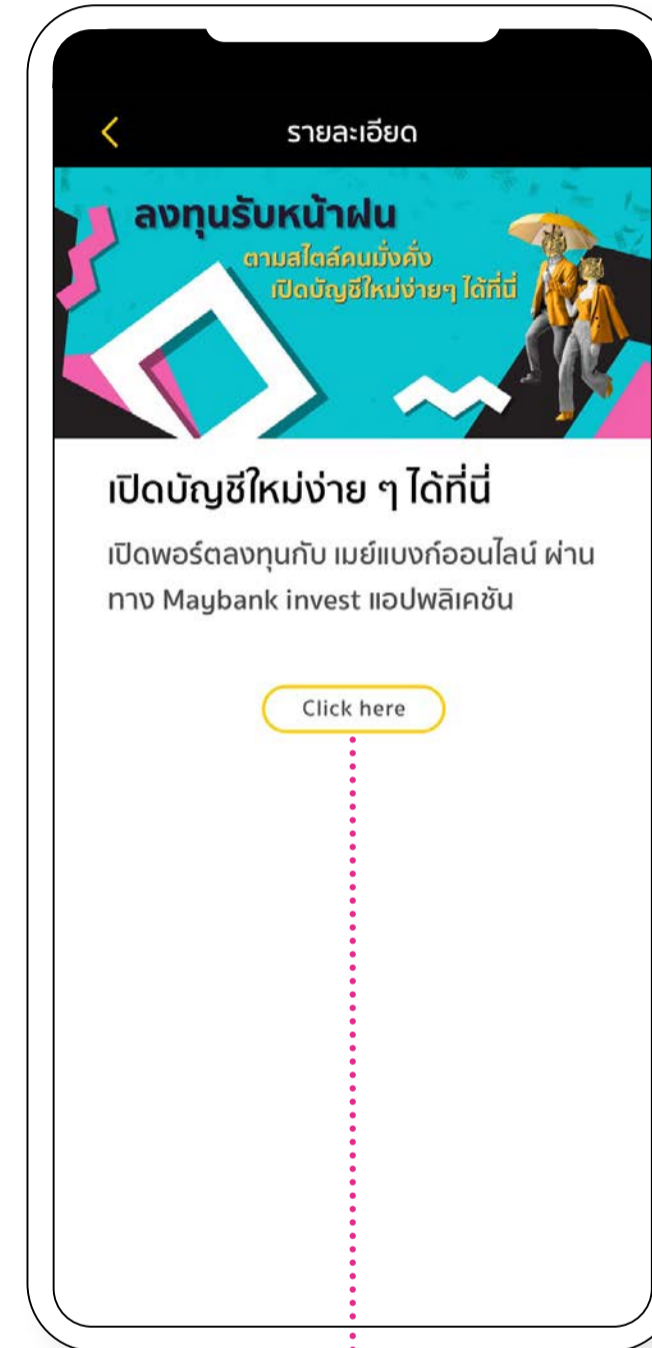 รายละเอียด
ลงทุนรับหน้าฝน
ตามสไตล์คนมั่งคั่ง
เปิดบัญชีใหม่ง่ายๆ ได้ที่นี่
เปิดบัญชีใหม่ง่าย ๆ ได้ที่นี่
เปิดพอร์ตลงทุนกับ เมย์แบงก์ออนไลน์ ผ่าน
ทาง Maybank invest แอปพลิเคชัน
Click here